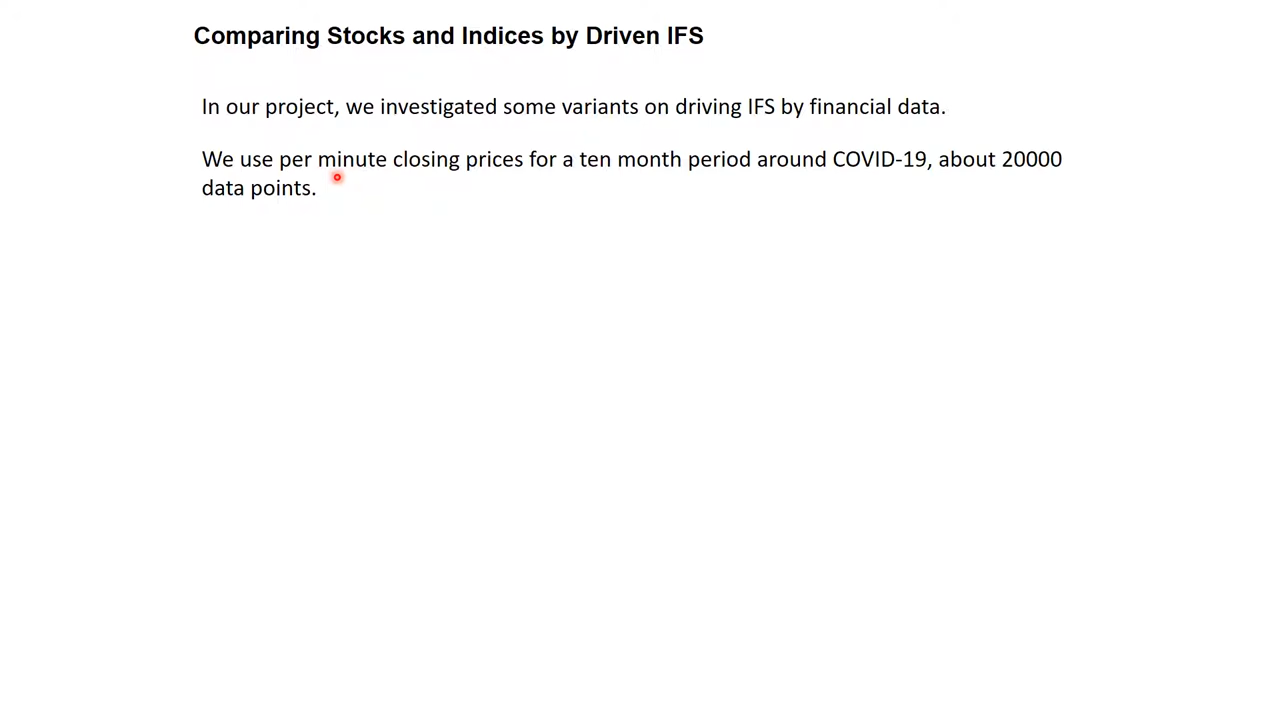 Comparing Stocks and Indices by Driven IFS
In our project, we investigated some variants on driving IFS by financial data.
We use per minute closing prices for a ten month period around COVID-19, about 20000
data points.